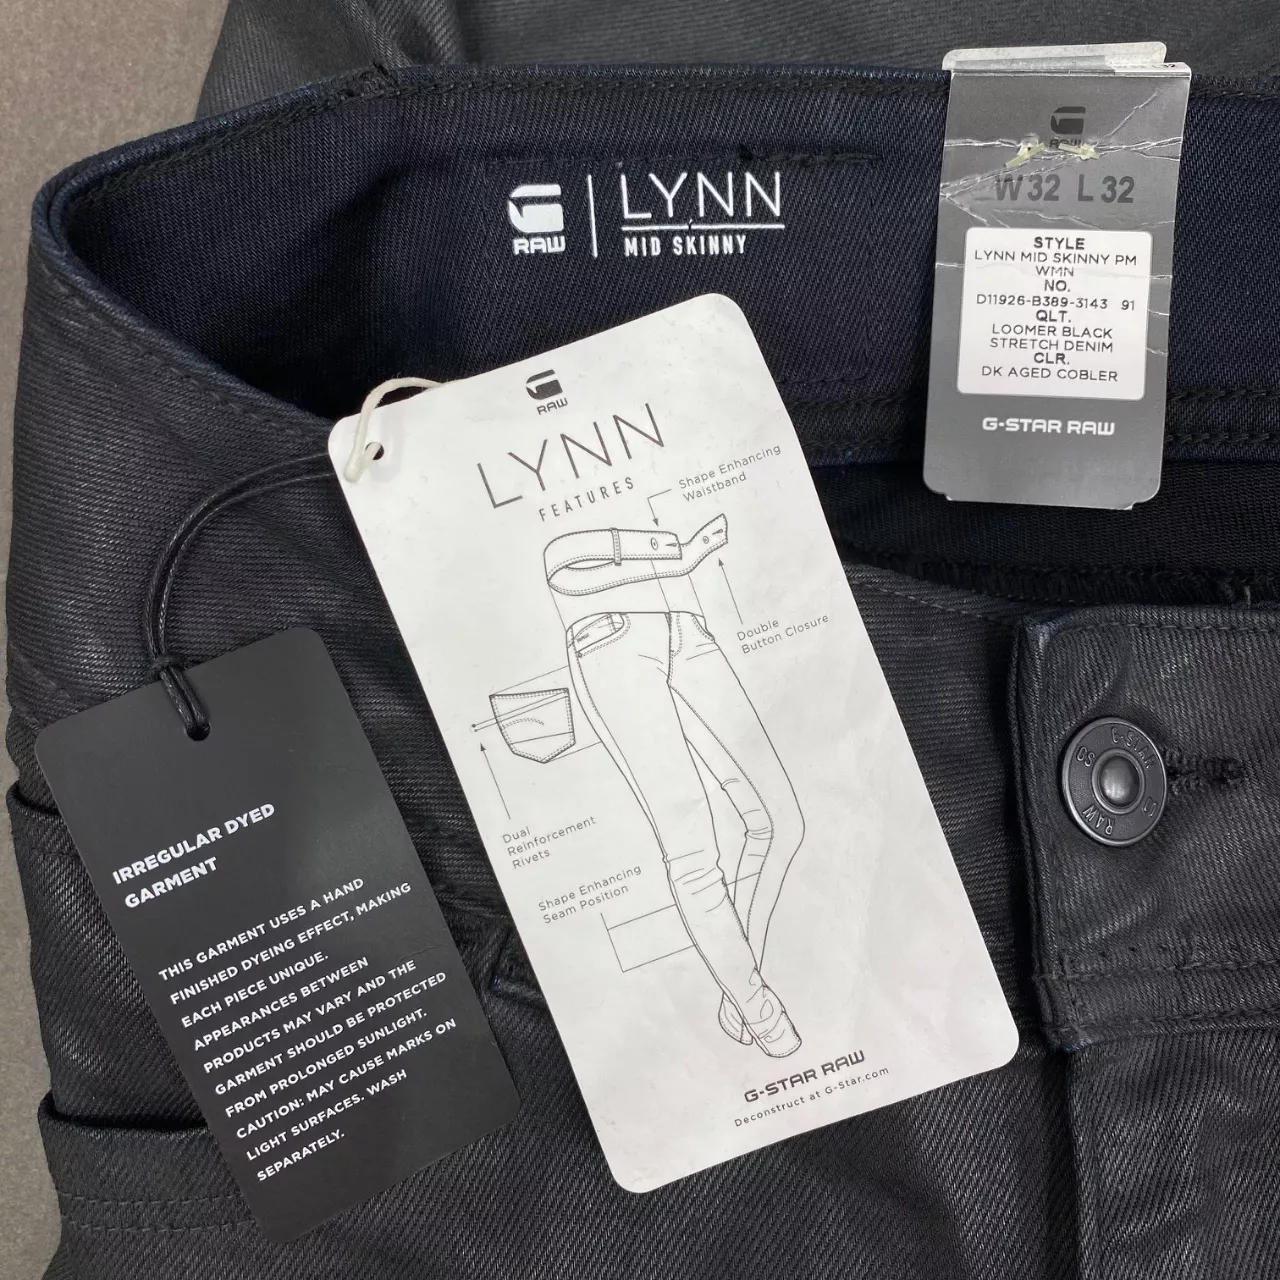 RAW
LYNN
MID SKINNY
RAW
W32 L32
STYLE
LYNN MID SKINNY PM
WMN
NO.
D11926-B389-3143 91
QLT.
LOOMER BLACK
STRETCH DENIM
CLR.
DK AGED COBLER
G-STAR RAW
RAW
LYNN
FEATURES
Shape Enhancing
Waistband
Double
Button Closure
Dual
Reinforcement
Rivets
Shape Enhancing
Seam Position
G-STAR RAW
Deconstruct at G-Star.com
IRREGULAR DYED
GARMENT
THIS GARMENT USES A HAND
FINISHED DYEING EFFECT, MAKING
EACH PIECE UNIQUE.
APPEARANCES BETWEEN
PRODUCTS MAY VARY AND THE
GARMENT SHOULD BE PROTECTED
FROM PROLONGED SUNLIGHT.
CAUTION: MAY CAUSE MARKS ON
LIGHT SURFACES. WASH
SEPARATELY.
G-STAR
RAW